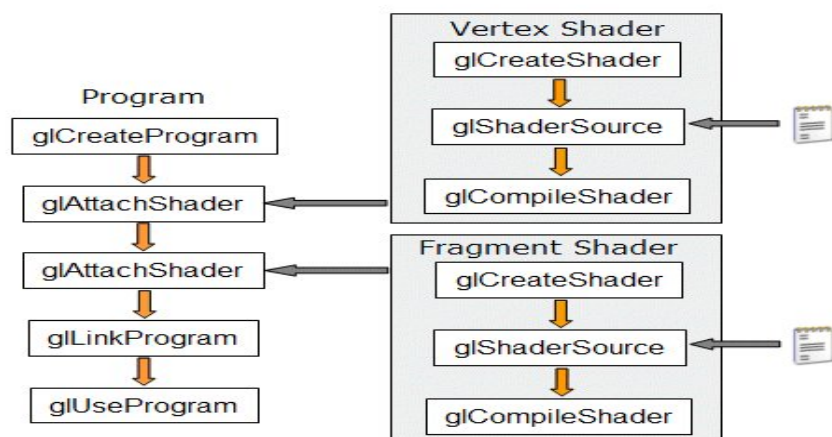 Program
glCreateProgram
glAttachShader
glAttachShader
glLinkProgram
glUseProgram
Vertex Shader
glCreateShader
glShaderSource
glCompileShader
Fragment Shader
glCreateShader
glShaderSource
glCompileShader